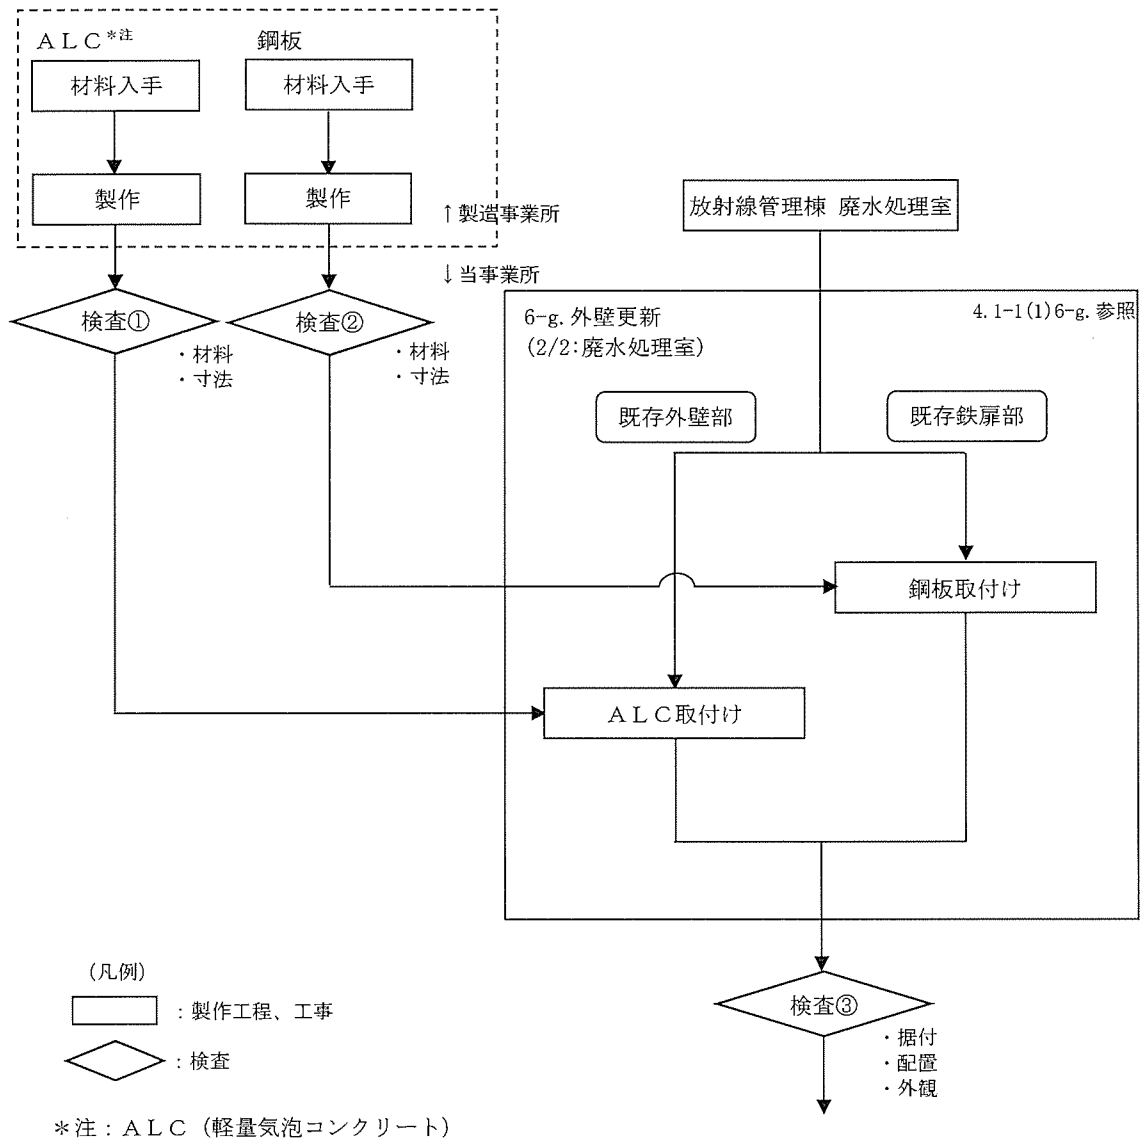 ＡＬＣ*注
鋼板
材料入手
材料入手
製作
製作
↑製造事業所
↓当事業所
放射線管理棟 廃水処理室
検査①
・材料
・寸法
検査②
・材料
・寸法
6-g. 外壁更新
(2/2:廃水処理室)
4.1-1(1)6-g.参照
既存外壁部
既存鉄扉部
鋼板取付け
ＡＬＣ取付け
検査③
・据付
・配置
・外観
(凡例)
：製作工程、工事
：検査
＊注：ＡＬＣ（軽量気泡コンクリート）